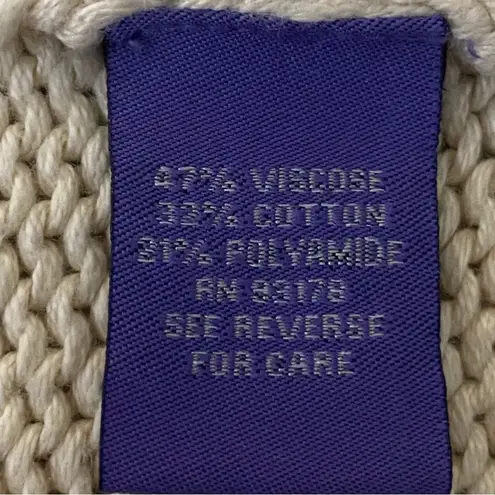 47% VISCOSE
32% COTTON
21% POLYAMIDE
RN 93178
SEE REVERSE
FOR CARE